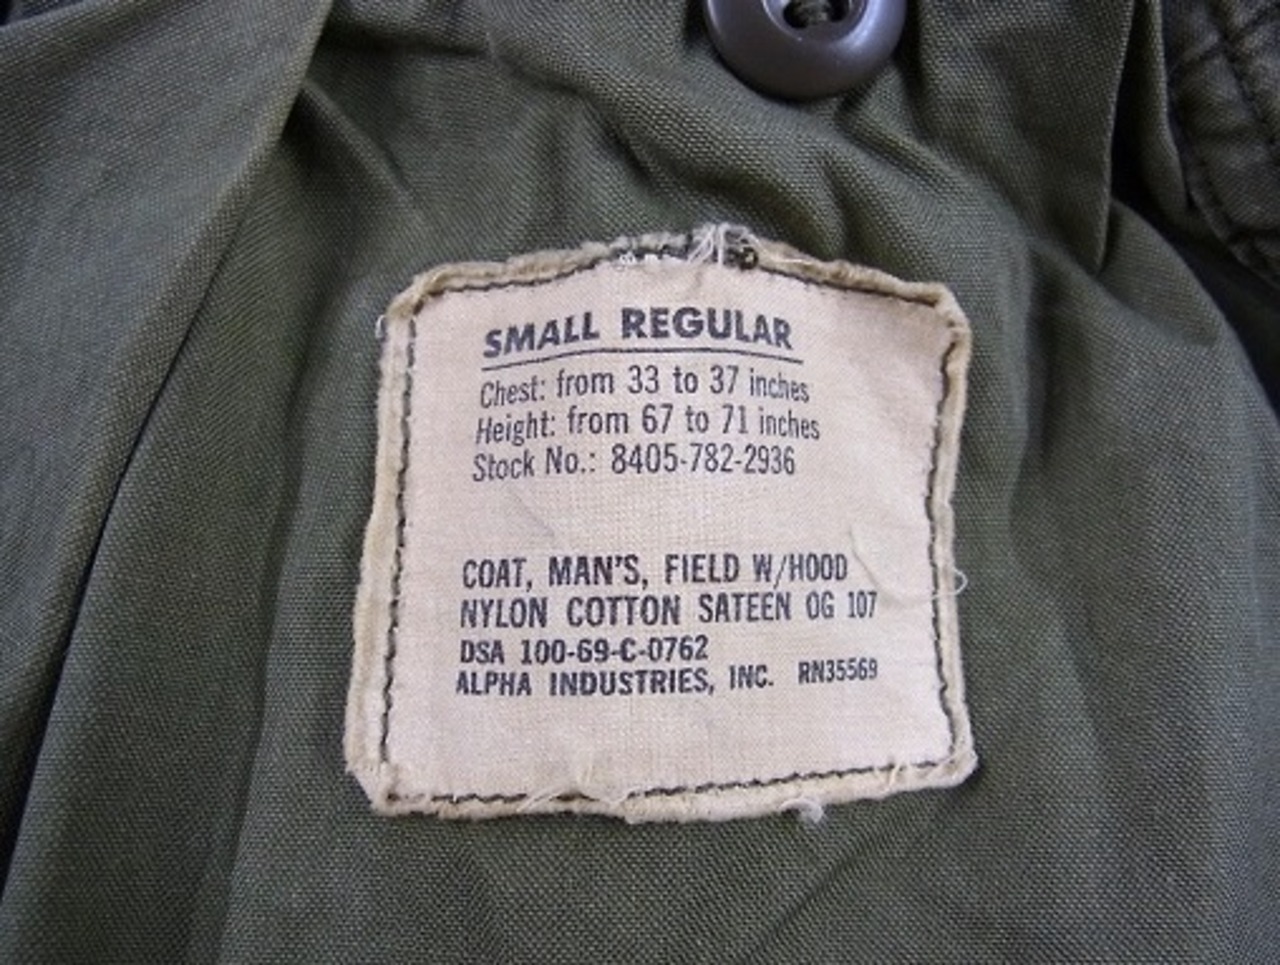 SMALL REGULAR
Chest: from 33 to 37 inches
Height: from 67 to 71 inches
Stock No.: 8405-782-2936
COAT, MAN'S, FIELD W/HOOD
NYLON COTTON SATEEN OG 107
DSA 100-69-C-0762
ALPHA INDUSTRIES, INC. RN35569